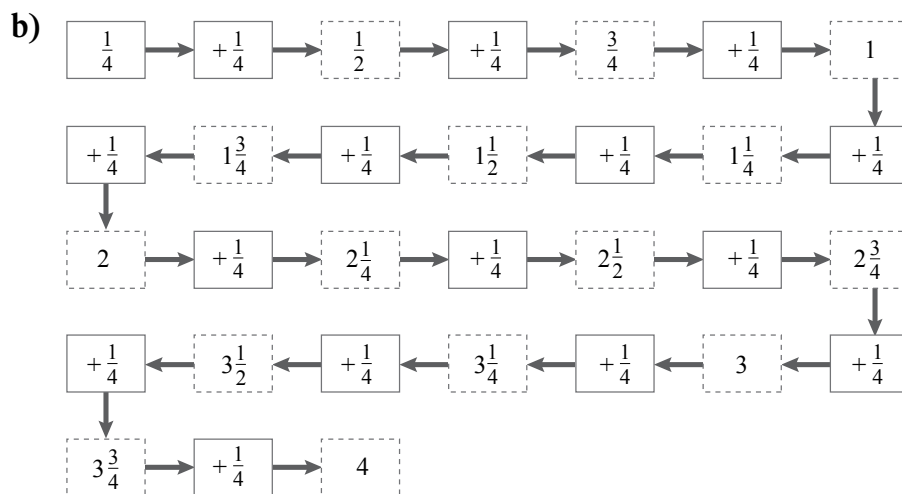 b) 1/4 + 1/4 1/2 + 1/4 3/4 + 1/4 1
+ 1/4 1 3/4 + 1/4 1 1/2 + 1/4 1 1/4 + 1/4
2 + 1/4 2 1/4 + 1/4 2 1/2 + 1/4 2 3/4
+ 1/4 3 1/2 + 1/4 3 1/4 + 1/4 3 + 1/4
3 3/4 + 1/4 4